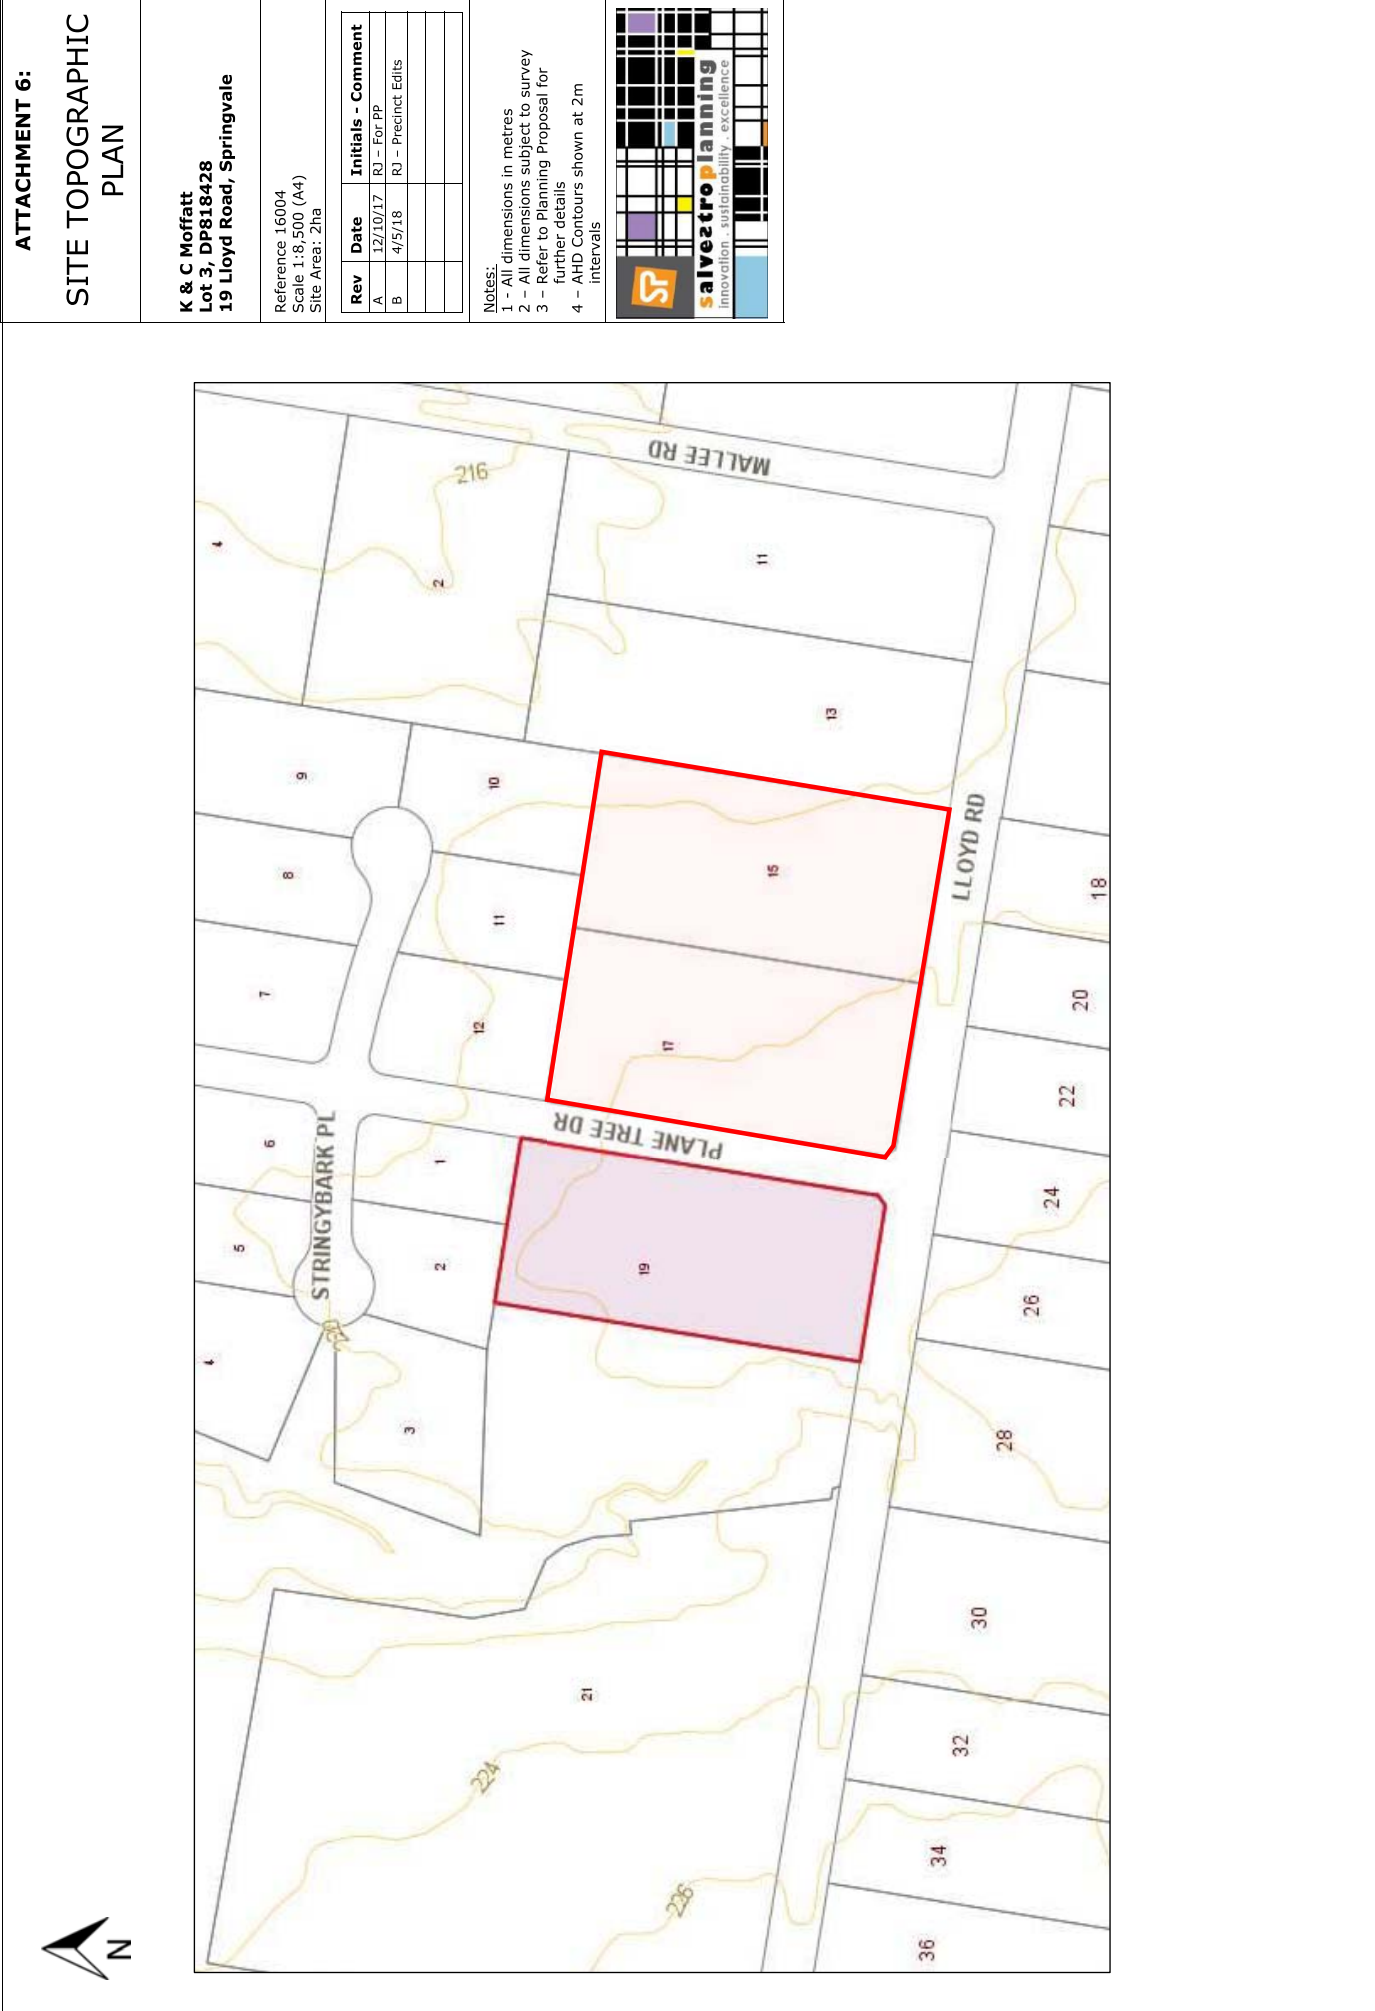 ATTACHMENT 6:
SITE TOPOGRAPHIC
PLAN
K & C Moffatt
Lot 3, DP818428
19 Lloyd Road, Springvale
Reference 16004
Scale 1:8,500 (A4)
Site Area: 2ha
Rev Date Initials - Comment
A 12/10/17 RJ – For PP
B 4/5/18 RJ – Precinct Edits
Notes:
1 - All dimensions in metres
2 – All dimensions subject to survey
3 – Refer to Planning Proposal for
further details
4 – AHD Contours shown at 2m
intervals
SP
salvestroplanning
innovation . sustainability . excellence
N
4
216
2
MALLEE RD
11
13
9
10
8
11
7
12
15
17
LLOYD RD
18
20
22
24
26
28
30
32
34
36
6
5
4
STRINGYBARK PL
1
2
3
PLANE TREE DR
19
21
224
226